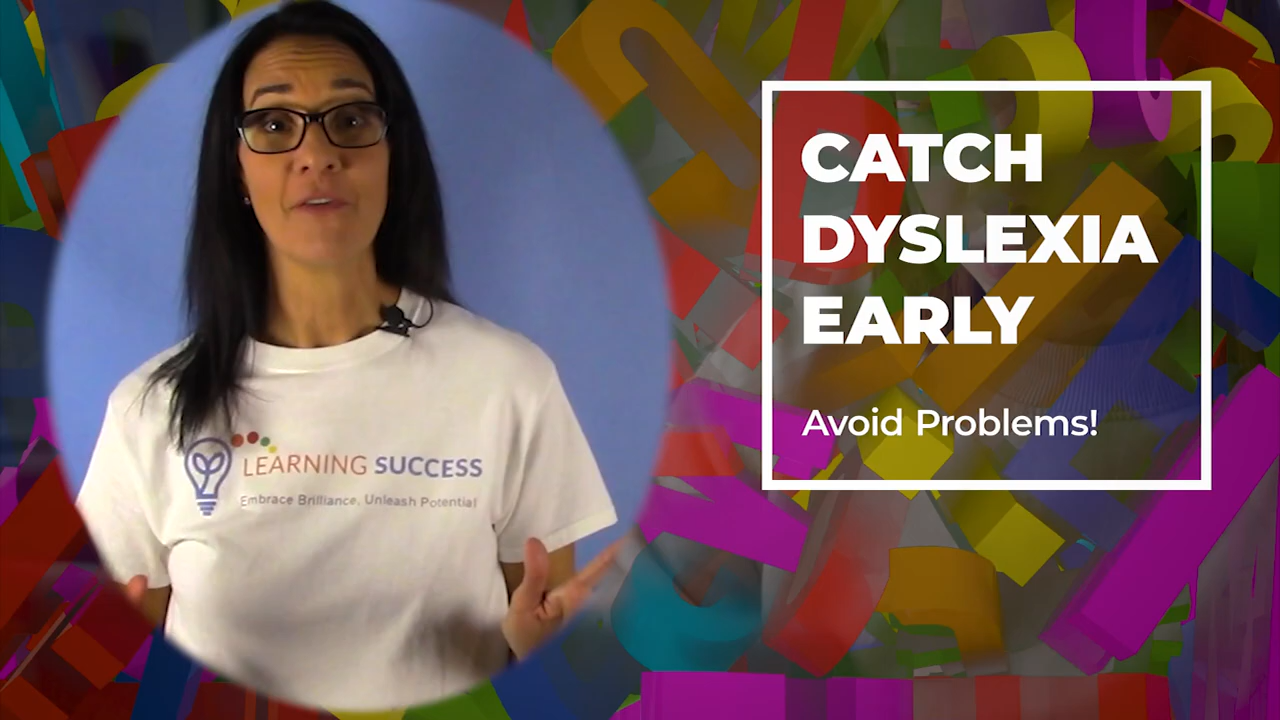 LEARNING SUCCESS
Embrace Brilliance, Unleash Potential
CATCH
DYSLEXIA
EARLY
Avoid Problems!